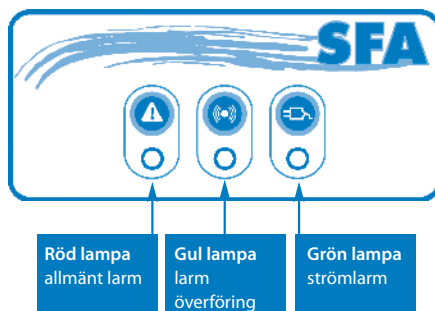 SFA
Röd lampa
allmänt larm
Gul lampa
larm
överföring
Grön lampa
strömlarm